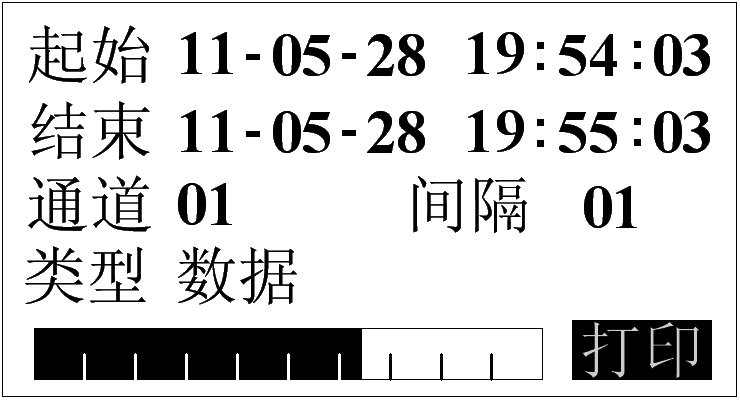 起始 11-05-28 19:54:03
结束 11-05-28 19:55:03
通道 01 间隔 01
类型 数据
打印